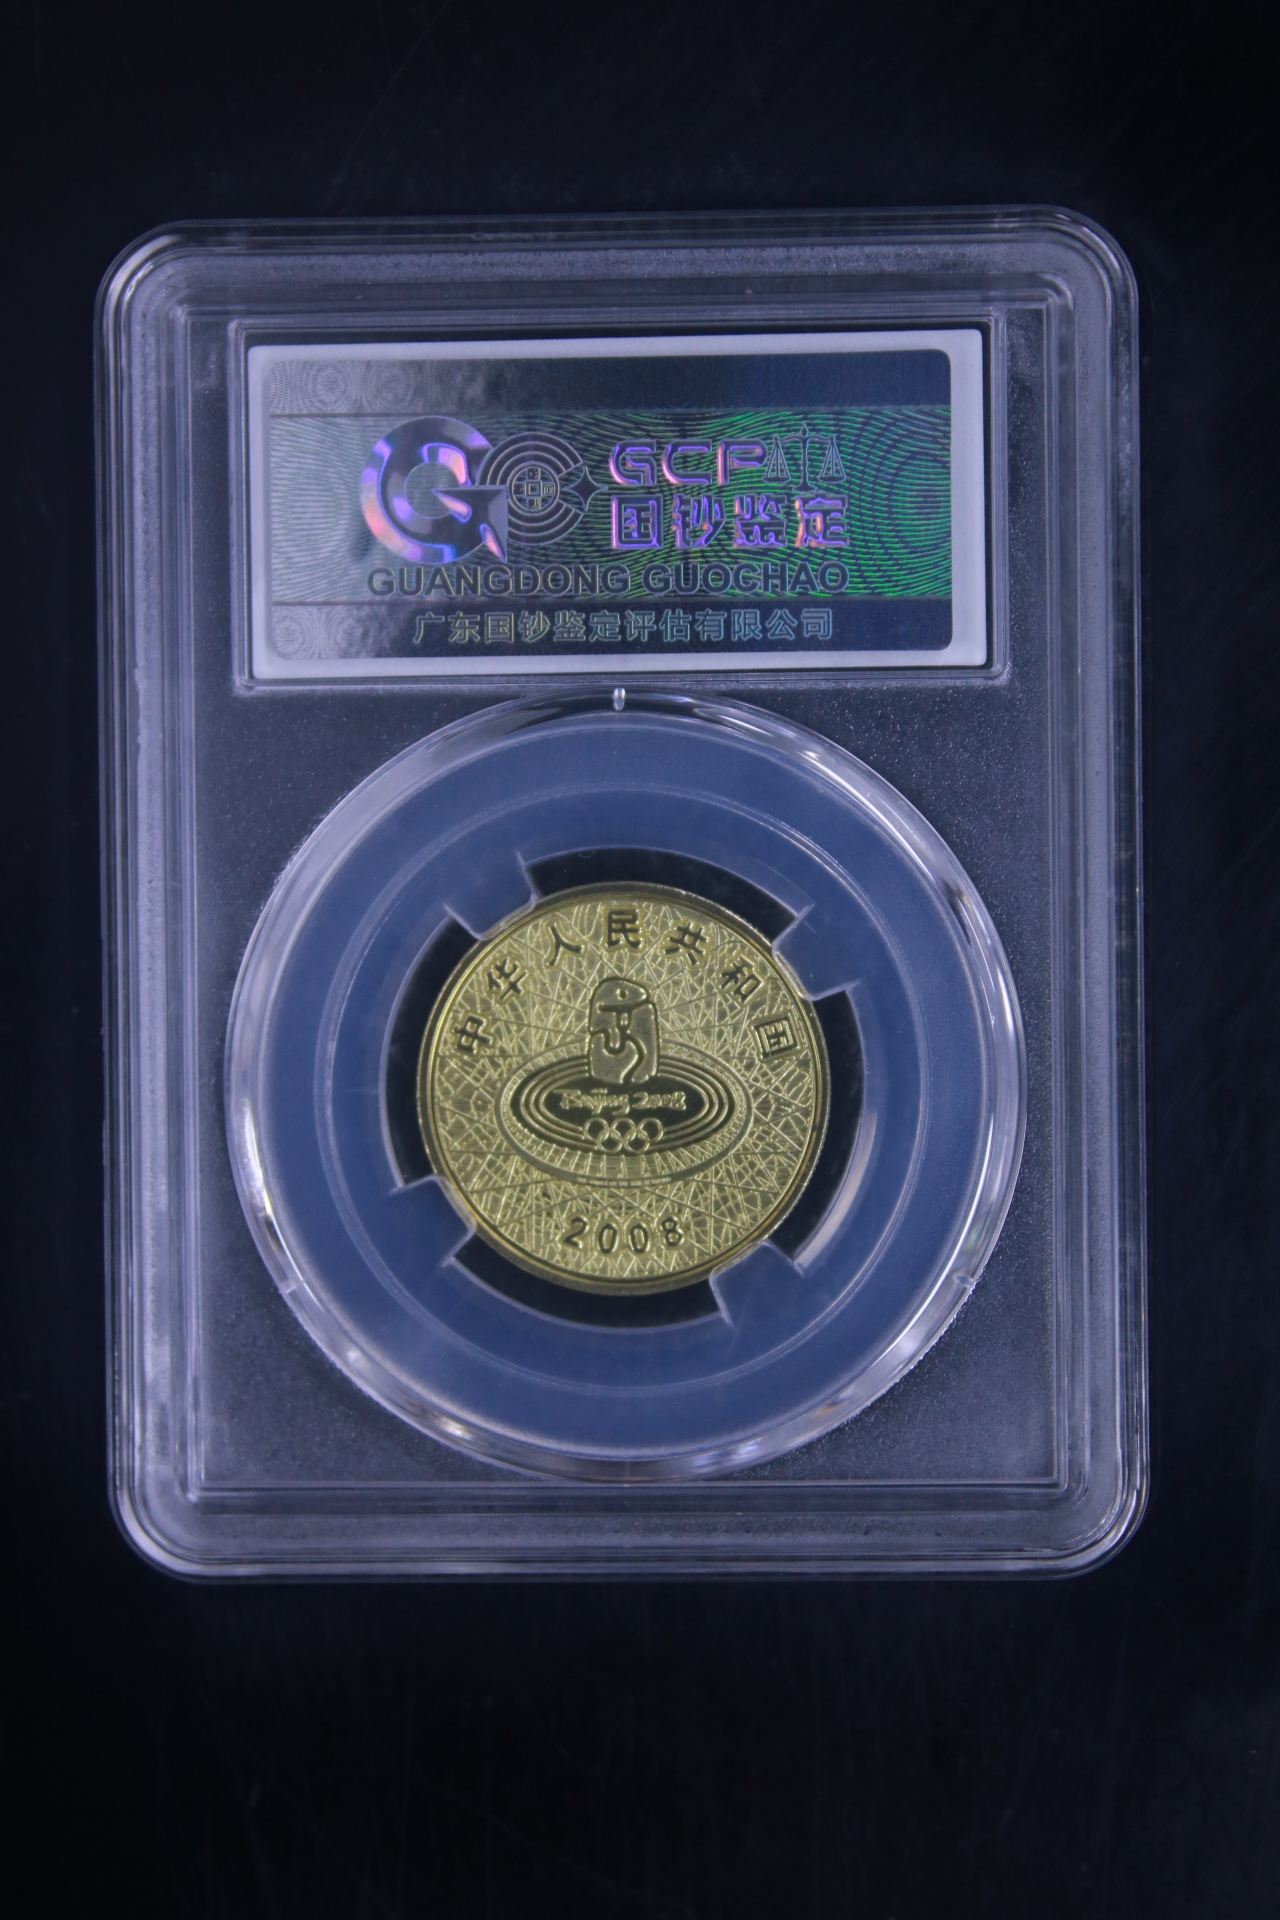 GCP
国钞鉴定
GUANGDONG GUOCHAO
广东国钞鉴定评估有限公司
中华人民共和国
Beijing 2008
2008